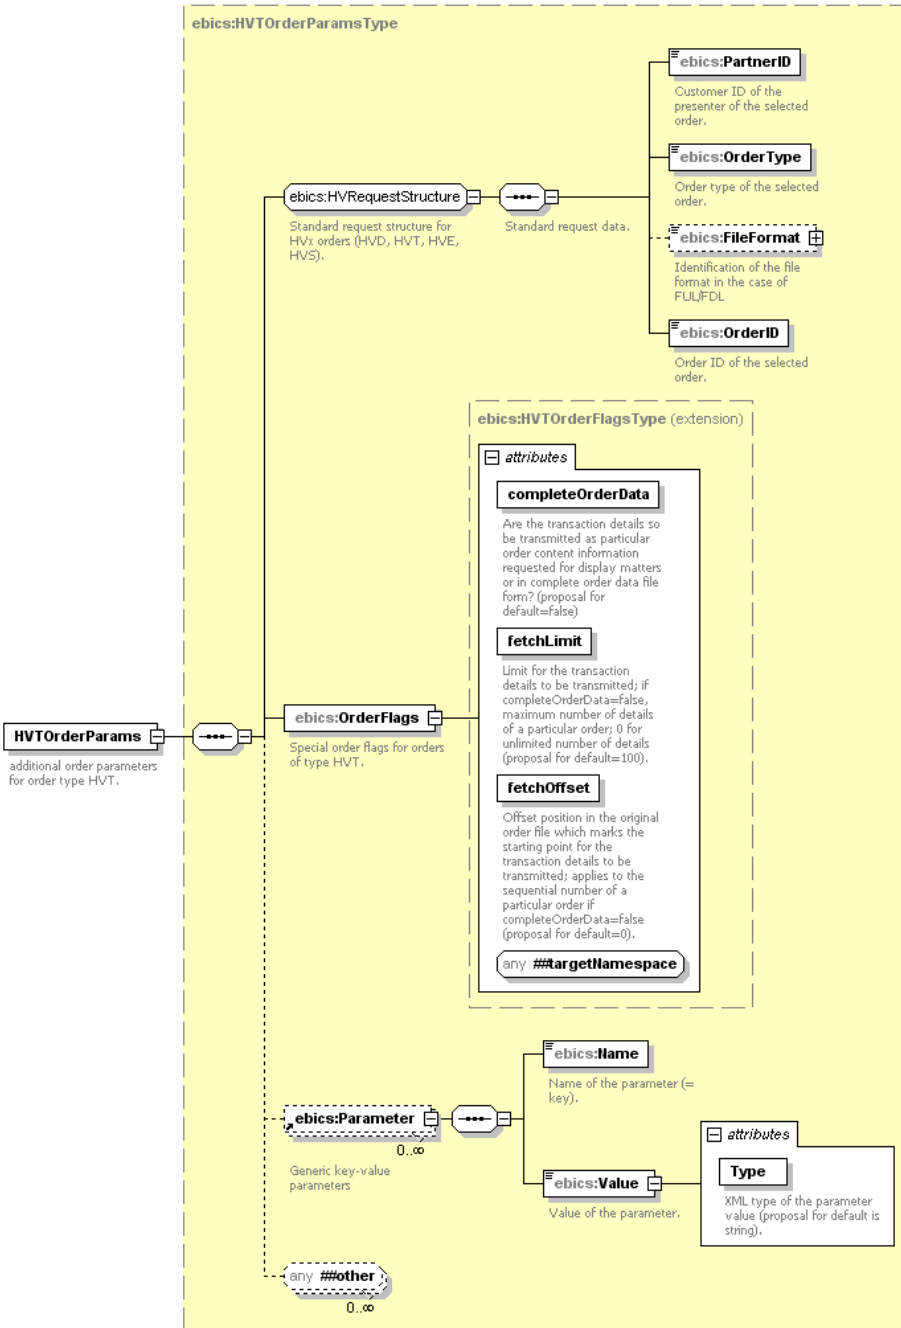 ebics:HVTOrderParamsType
ebics:PartnerID
Customer ID of the
presenter of the selected
order.
ebics:OrderType
Order type of the selected
order.
ebics:HVRequestStructure
Standard request structure for
HVx orders (HVD, HVT, HVE,
HVS).
Standard request data.
ebics:FileFormat
Identification of the file
format in the case of
FUL/FDL
ebics:OrderID
Order ID of the selected
order.
ebics:HVTOrderFlagsType (extension)
attributes
completeOrderData
Are the transaction details so
be transmitted as particular
order content information
requested for display matters
or in complete order data file
form? (proposal for
default=false)
fetchLimit
Limit for the transaction
details to be transmitted; if
completeOrderData=false,
maximum number of details
of a particular order; 0 for
unlimited number of details
(proposal for default=100).
HVTOrderParams
additional order parameters
for order type HVT.
ebics:OrderFlags
Special order flags for orders
of type HVT.
fetchOffset
Offset position in the original
order file which marks the
starting point for the
transaction details to be
transmitted; applies to the
sequential number of a
particular order if
completeOrderData=false
(proposal for default=0).
any ##targetNamespace
ebics:Name
Name of the parameter (=
key).
ebics:Parameter
0..∞
Generic key-value
parameters
ebics:Value
Value of the parameter.
attributes
Type
XML type of the parameter
value (proposal for default is
string).
any ##other
0..∞